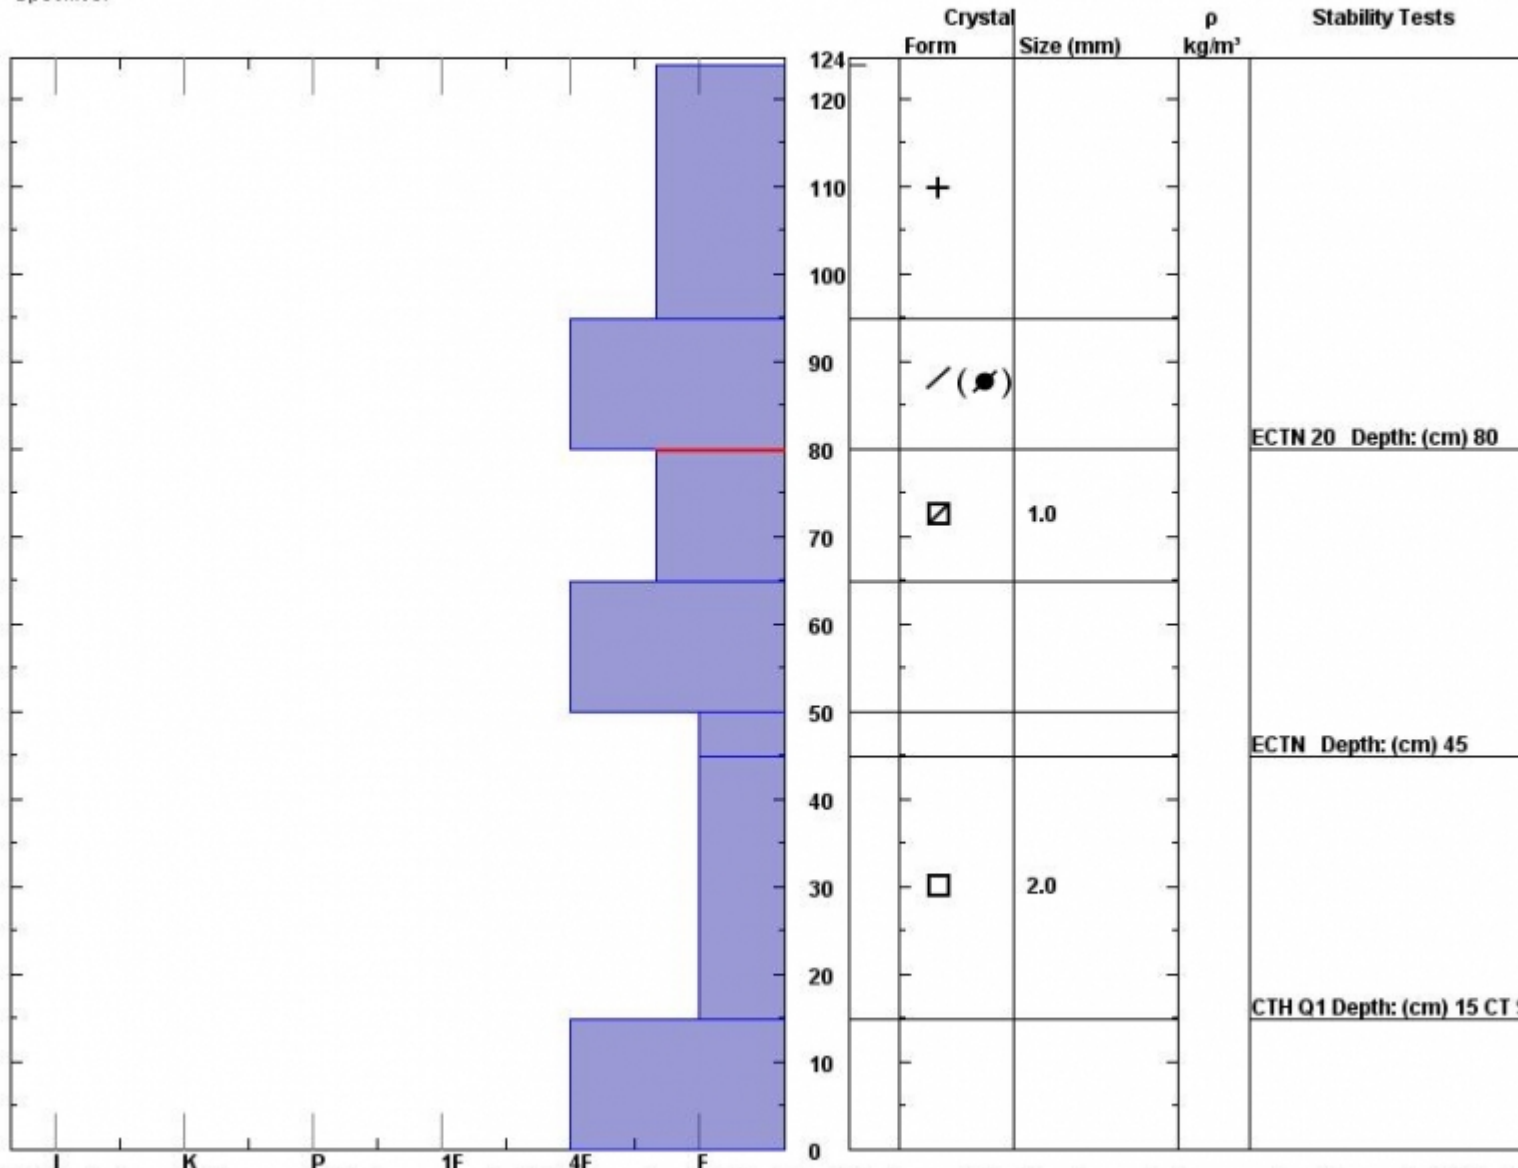 Crystal ρ Stability Tests
Form Size (mm) kg/m³
124
120
110
100
90
ECTN 20 Depth: (cm) 80
80
1.0
70
60
50
ECTN Depth: (cm) 45
40
30 2.0
20
CTH Q1 Depth: (cm) 15 CT
10
0
I K P 1F 4F F